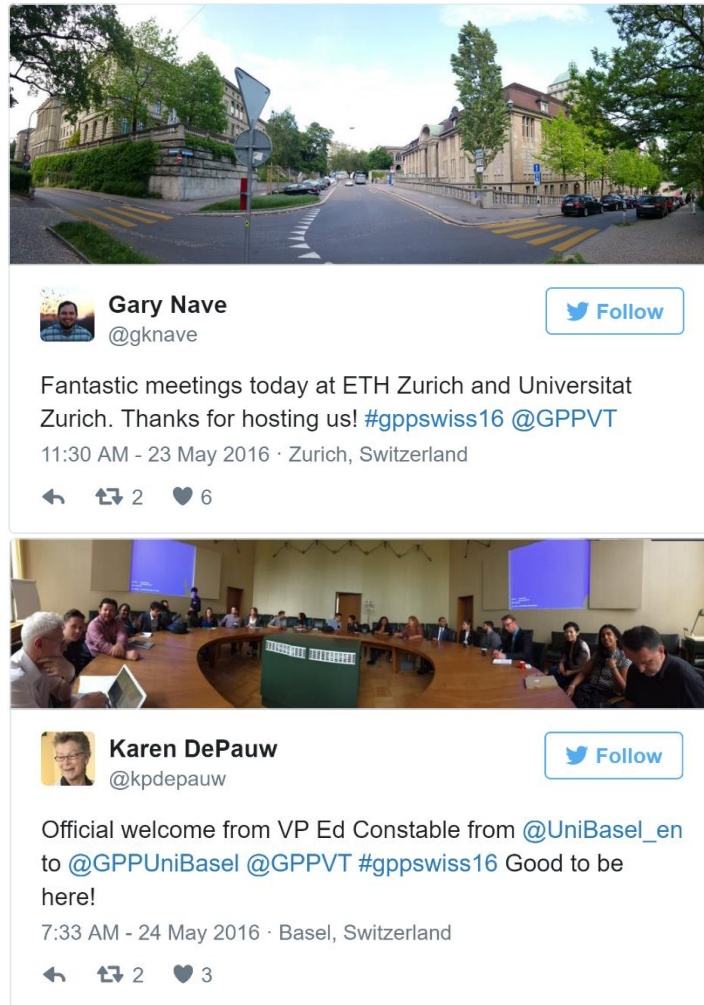 Gary Nave
@gknave
Follow
Fantastic meetings today at ETH Zurich and Universitat
Zurich. Thanks for hosting us! #gppswiss16 @GPPVT
11:30 AM - 23 May 2016 · Zurich, Switzerland
2 6
Karen DePauw
@kpdepauw
Follow
Official welcome from VP Ed Constable from @UniBasel_en
to @GPPUniBasel @GPPVT #gppswiss16 Good to be
here!
7:33 AM - 24 May 2016 · Basel, Switzerland
2 3